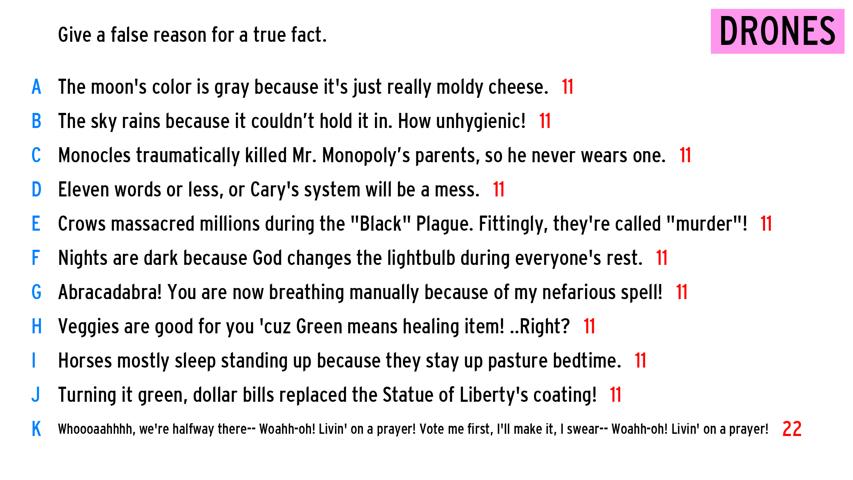 Give a false reason for a true fact.
DRONES
A The moon's color is gray because it's just really moldy cheese. 11
B The sky rains because it couldn’t hold it in. How unhygienic! 11
C Monocles traumatically killed Mr. Monopoly’s parents, so he never wears one. 11
D Eleven words or less, or Cary's system will be a mess. 11
E Crows massacred millions during the "Black" Plague. Fittingly, they're called "murder"! 11
F Nights are dark because God changes the lightbulb during everyone's rest. 11
G Abracadabra! You are now breathing manually because of my nefarious spell! 11
H Veggies are good for you 'cuz Green means healing item! ..Right? 11
I Horses mostly sleep standing up because they stay up pasture bedtime. 11
J Turning it green, dollar bills replaced the Statue of Liberty's coating! 11
K Whoooaahhhh, we're halfway there-- Woahh-oh! Livin' on a prayer! Vote me first, I'll make it, I swear-- Woahh-oh! Livin' on a prayer! 22